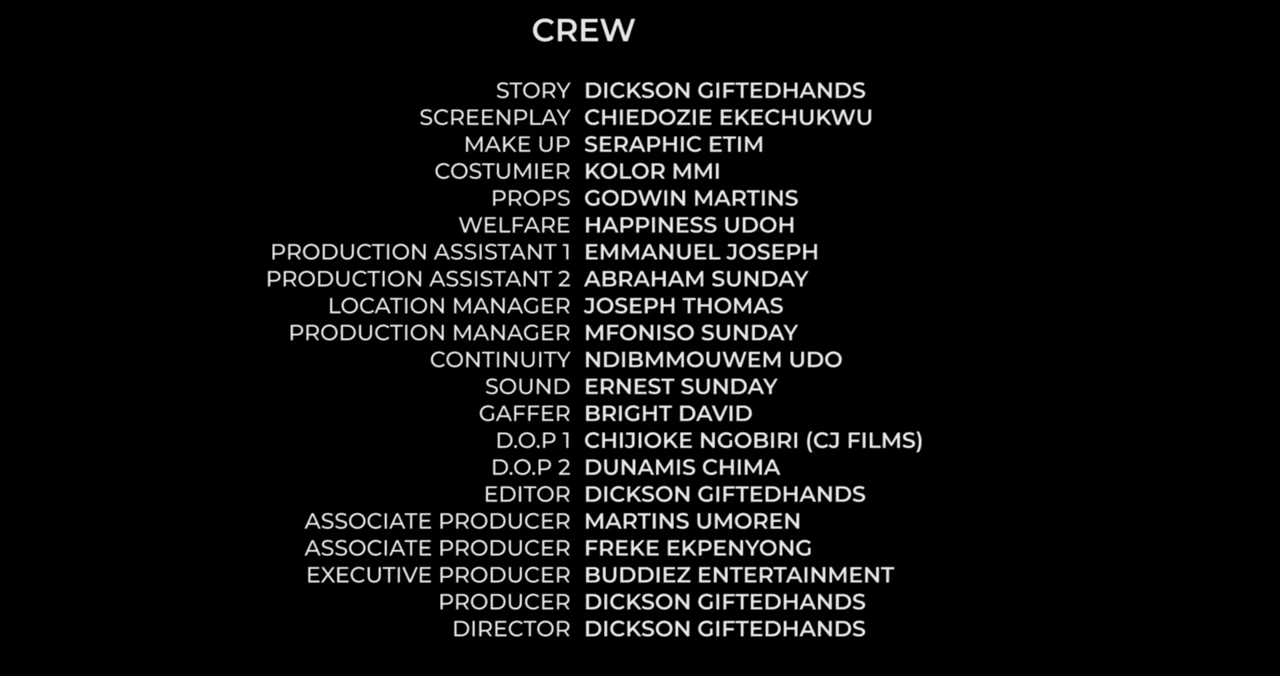 CREW
STORY DICKSON GIFTEDHANDS
SCREENPLAY CHIEDOZIE EKECHUKWU
MAKE UP SERAPHIC ETIM
COSTUMIER KOLOR MMI
PROPS GODWIN MARTINS
WELFARE HAPPINESS UDOH
PRODUCTION ASSISTANT 1 EMMANUEL JOSEPH
PRODUCTION ASSISTANT 2 ABRAHAM SUNDAY
LOCATION MANAGER JOSEPH THOMAS
PRODUCTION MANAGER MFONISO SUNDAY
CONTINUITY NDIBMMOUWEM UDO
SOUND ERNEST SUNDAY
GAFFER BRIGHT DAVID
D.O.P 1 CHIJIOKE NGOBIRI (CJ FILMS)
D.O.P 2 DUNAMIS CHIMA
EDITOR DICKSON GIFTEDHANDS
ASSOCIATE PRODUCER MARTINS UMOREN
ASSOCIATE PRODUCER FREKE EKPENYONG
EXECUTIVE PRODUCER BUDDIEZ ENTERTAINMENT
PRODUCER DICKSON GIFTEDHANDS
DIRECTOR DICKSON GIFTEDHANDS